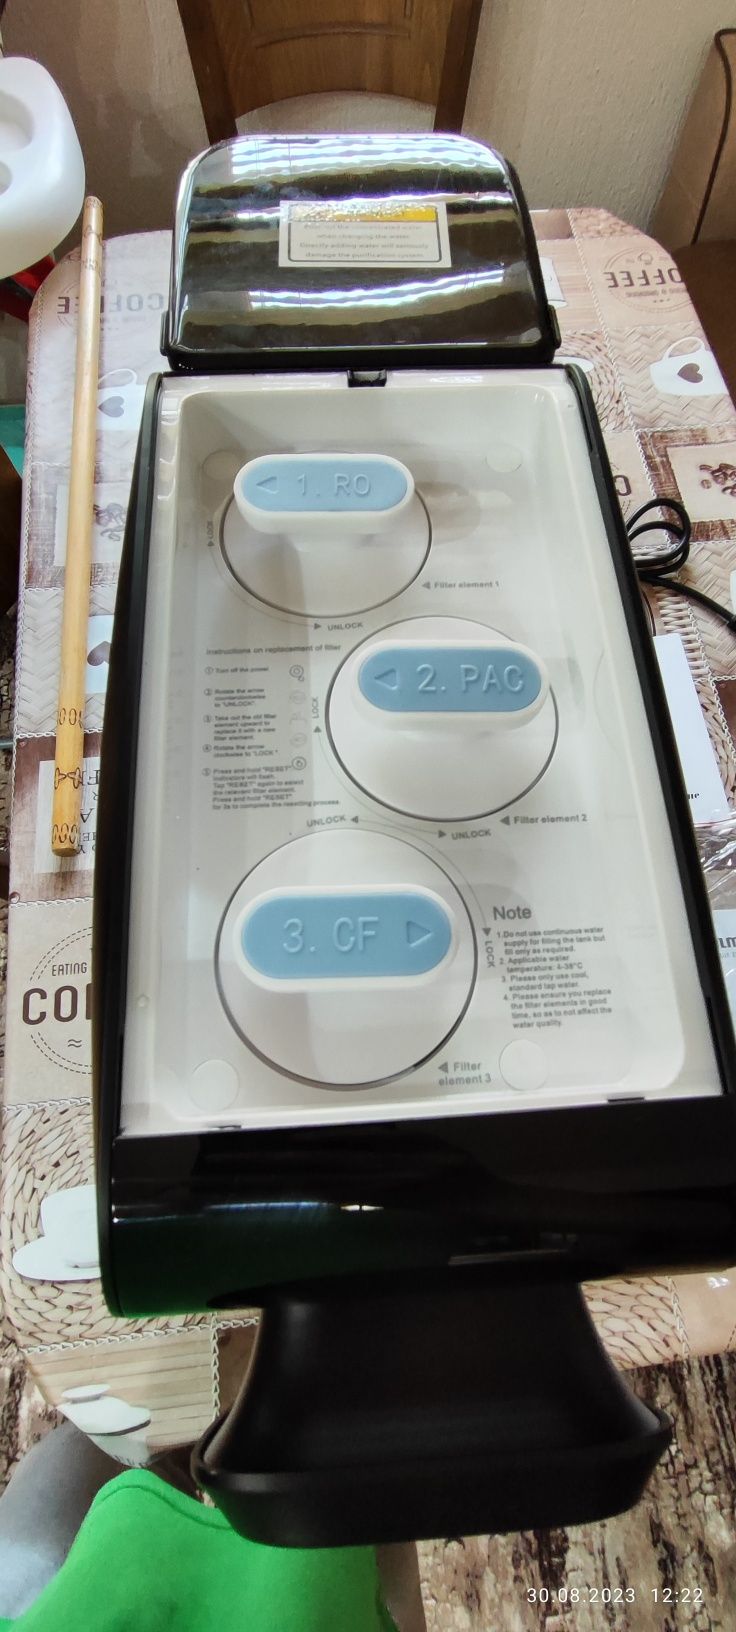 Pour out the concentrated water
when changing the water.
Directly adding water will seriously
damage the purification system.
COFFEE
COFFEE
1. RO
LOCK
Filter element 1
UNLOCK
Instructions on replacement of filter
① Turn off the power.
② Rotate the arrow
counterclockwise
to "UNLOCK".
③ Take out the old filter
element upward to
replace it with a new
filter element.
④ Rotate the arrow
clockwise to "LOCK".
⑤ Press and hold "RESET"
Indicators will flash.
Tap "RESET" again to select
the relevant filter element.
Press and hold "RESET"
for 3s to complete the resetting process.
2. PAC
LOCK
Filter element 2
UNLOCK
UNLOCK
3. CF
LOCK
Note
1.Do not use continuous water
supply for filling the tank but
fill only as required.
2. Applicable water
temperature: 4-38°C
3. Please only use cool,
standard tap water.
4. Please ensure you replace
the filter elements in good
time, so as to not affect the
water quality.
Filter
element 3
EATING
30.08.2023 12:22